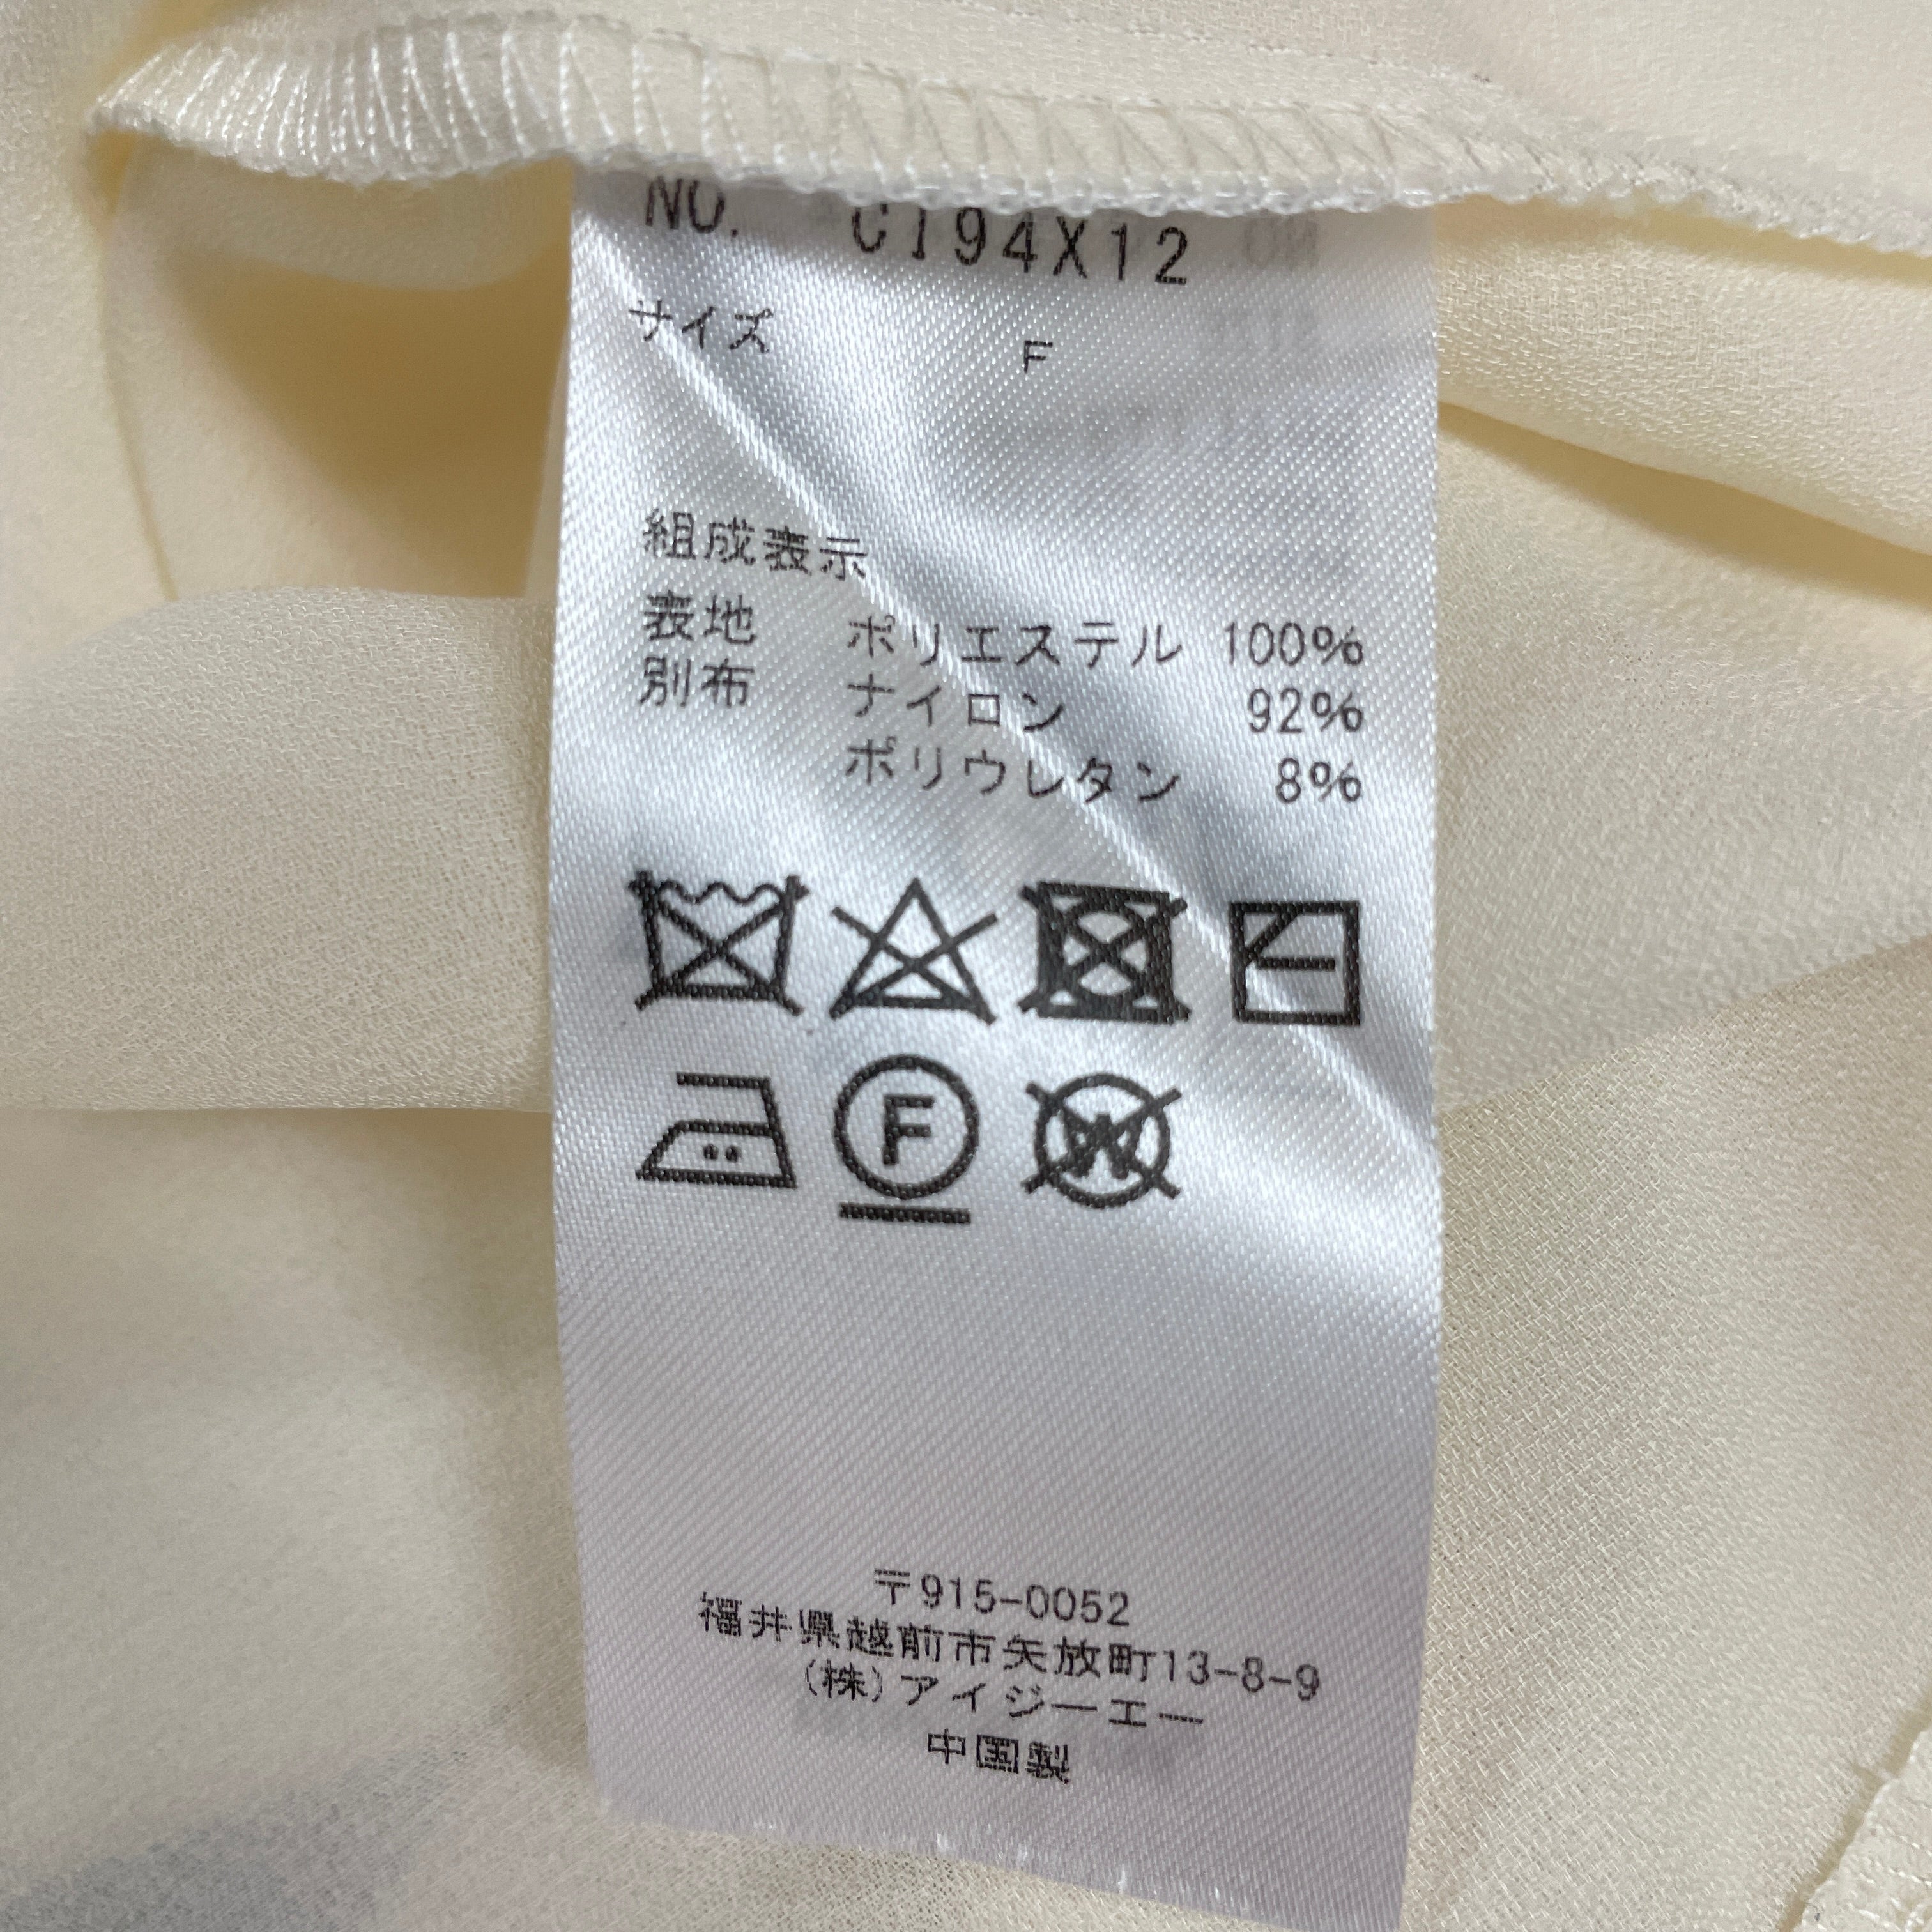 NO. C194X12
サイズ F
組成表示
表地 ポリエステル 100%
別布 ナイロン 92%
ポリウレタン 8%
F
W
〒915-0052
福井県越前市矢放町13-8-9
(株)アイジーエー
中国製